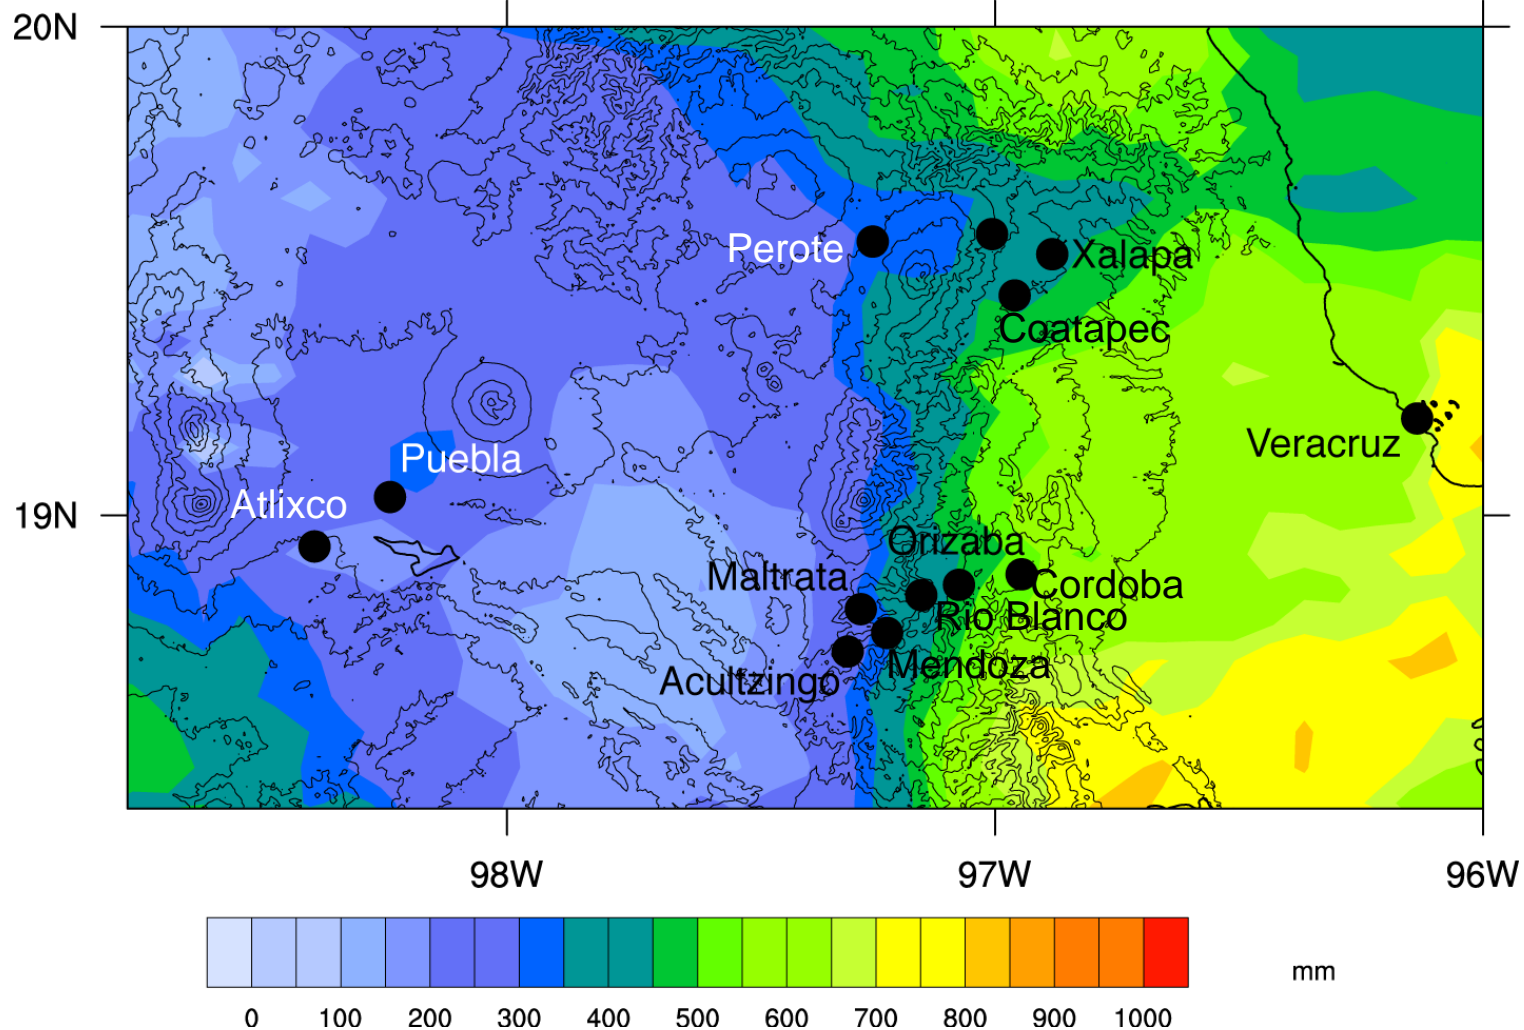 20N
Perote
Xalapa
Coatapec
Veracruz
Puebla
Atlixco
19N
Orizaba
Maltrata
Cordoba
Rio Blanco
Mendoza
Acultzingo
98W
97W
96W
mm
0 100 200 300 400 500 600 700 800 900 1000